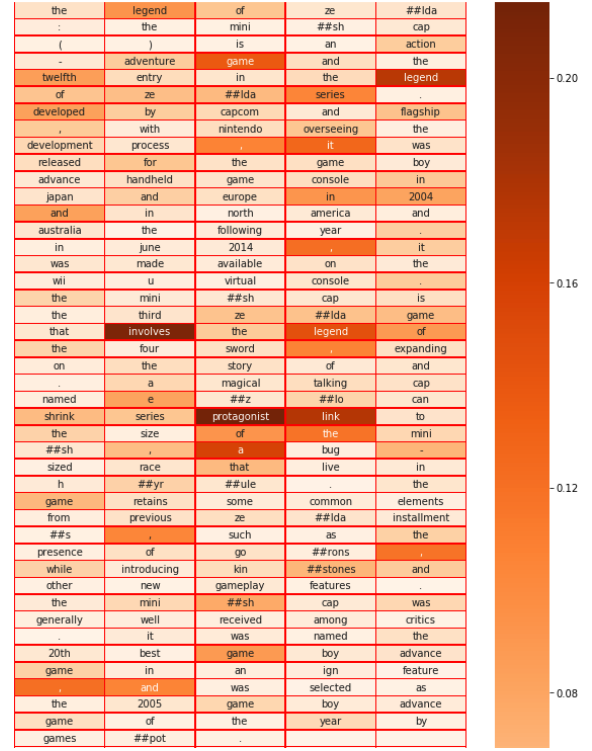 the legend of ze ##lda
: the mini ##sh cap
( ) is an action
- adventure game and the
twelfth entry in the legend
of ze ##lda series .
developed by capcom and flagship
, with nintendo overseeing the
development process , it was
released for the game boy
advance handheld game console in
japan and europe in 2004
and in north america and
australia the following year .
in june 2014 , it
was made available on the
wii u virtual console .
the mini ##sh cap is
the third ze ##lda game
that involves the legend of
the four sword , expanding
on the story of and
. a magical talking cap
named e ##z ##lo can
shrink series protagonist link to
the size of the mini
##sh , a bug -
sized race that live in
h ##yr ##ule . the
game retains some common elements
from previous ze ##lda installment
##s , such as the
presence of go ##rons ,
while introducing kin ##stones and
other new gameplay features .
the mini ##sh cap was
generally well received among critics
. it was named the
20th best game boy advance
game in an ign feature
, and was selected as
the 2005 game boy advance
game of the year by
games ##pot .
0.20
0.16
0.12
0.08